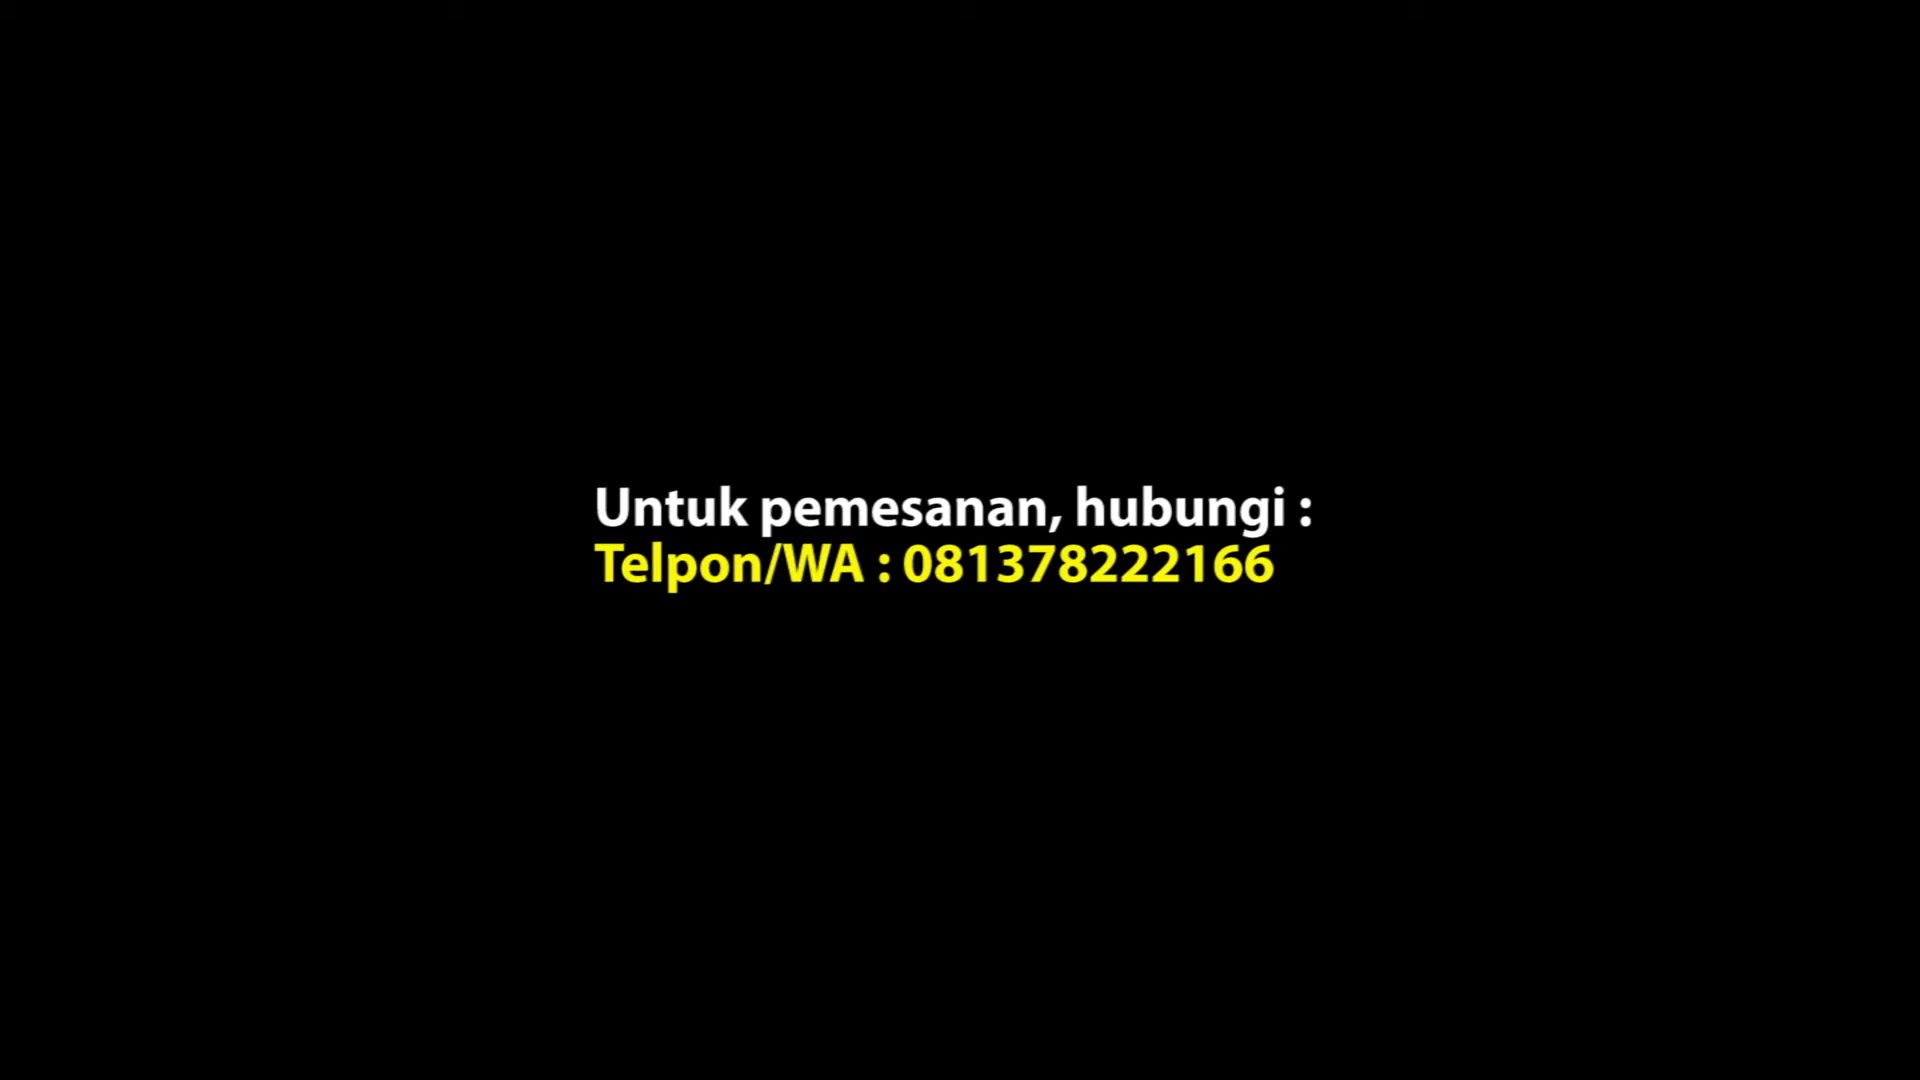 Untuk pemesanan, hubungi :
Telpon/WA : 081378222166